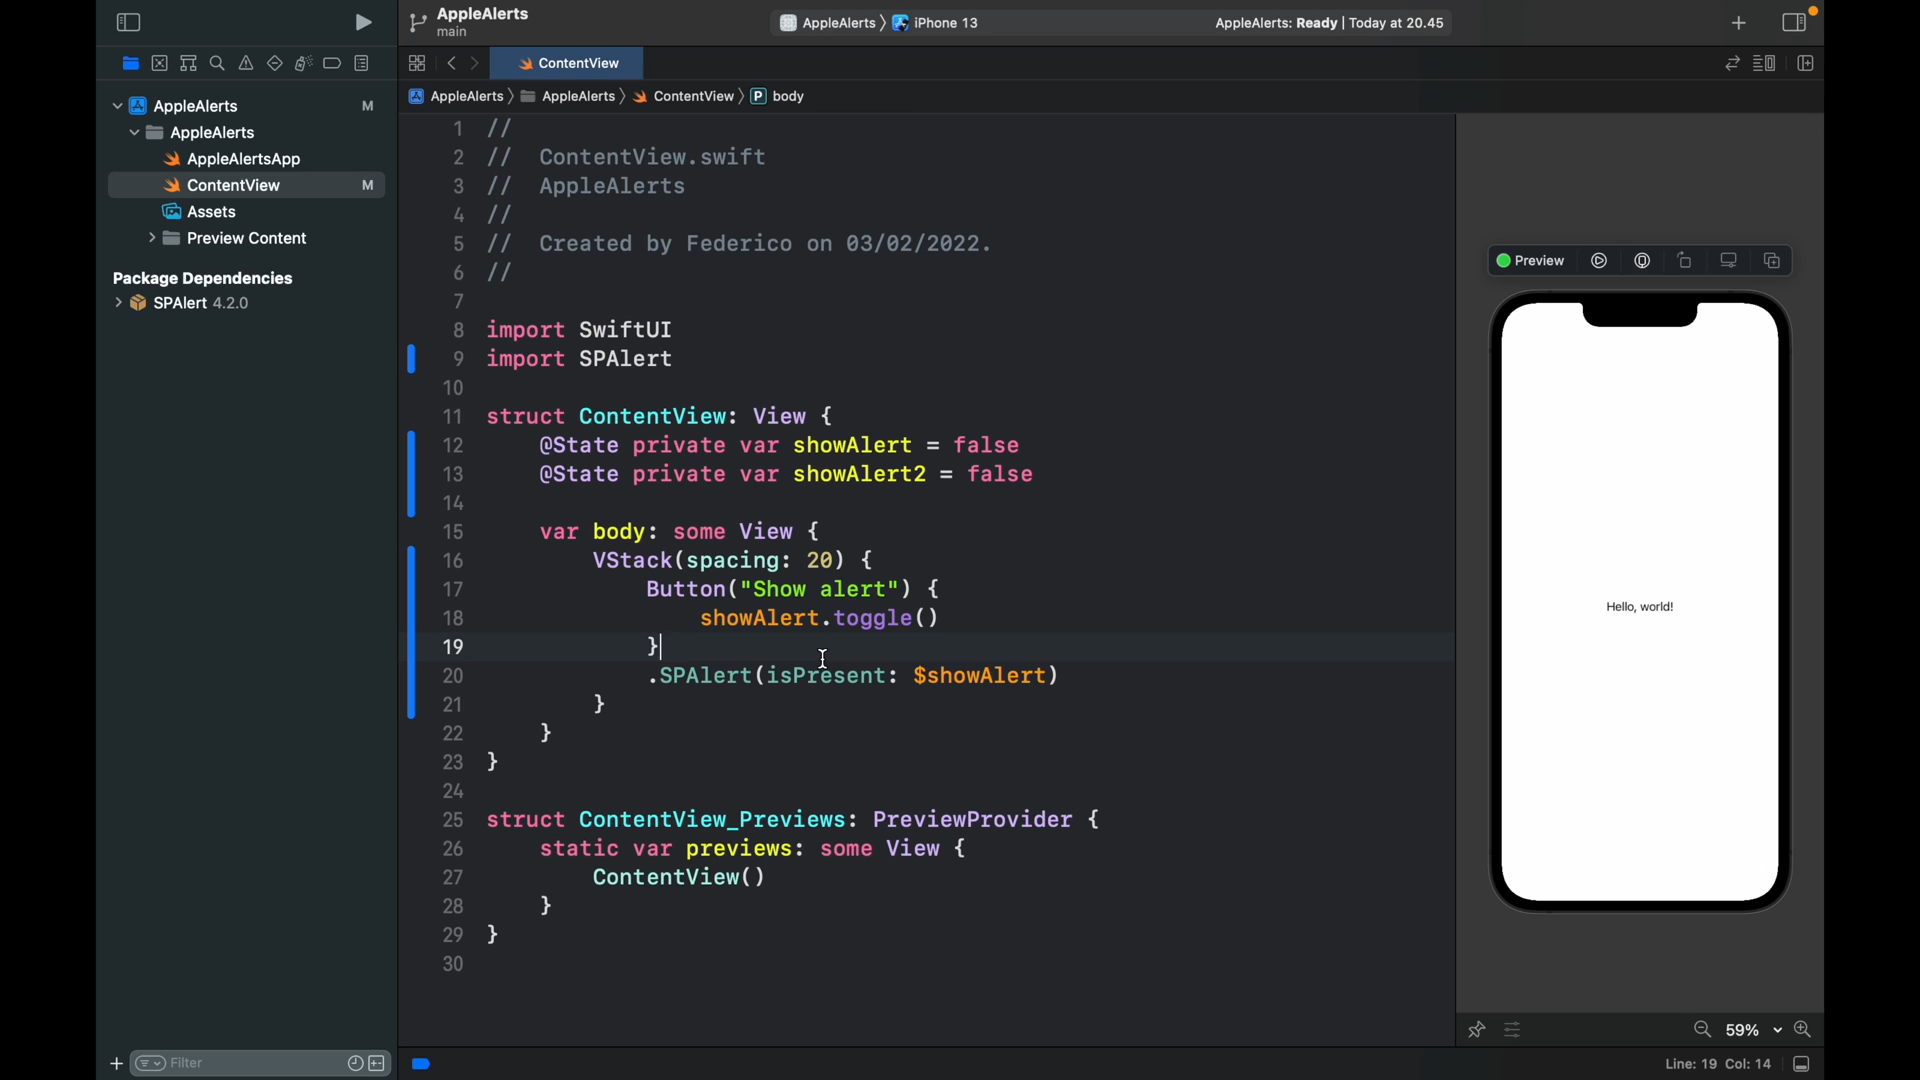 AppleAlerts
main
AppleAlerts
iPhone 13
AppleAlerts: Ready | Today at 20.45
ContentView
AppleAlerts
AppleAlerts
ContentView
P
body
AppleAlerts
M
AppleAlerts
AppleAlertsApp
ContentView
M
Assets
Preview Content
Package Dependencies
SPAlert 4.2.0
1 //
2 // ContentView.swift
3 // AppleAlerts
4 //
5 // Created by Federico on 03/02/2022.
6 //
7
8 import SwiftUI
9 import SPAlert
10
11 struct ContentView: View {
12 @State private var showAlert = false
13 @State private var showAlert2 = false
14
15 var body: some View {
16 VStack(spacing: 20) {
17 Button("Show alert") {
18 showAlert.toggle()
19 }
20 .SPAlert(isPresent: $showAlert)
21 }
22 }
23 }
24
25 struct ContentView_Previews: PreviewProvider {
26 static var previews: some View {
27 ContentView()
28 }
29 }
30
Preview
Hello, world!
59%
Filter
Line: 19 Col: 14